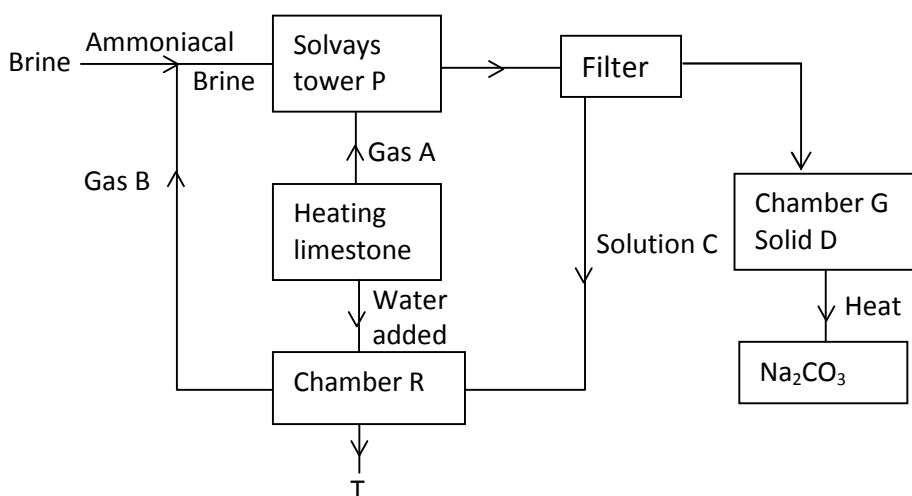 Brine
Ammoniacal
Brine
Solvays
tower P
Filter
Gas A
Gas B
Heating
limestone
Chamber G
Solid D
Solution C
Water
added
Heat
Chamber R
Na₂CO₃
T